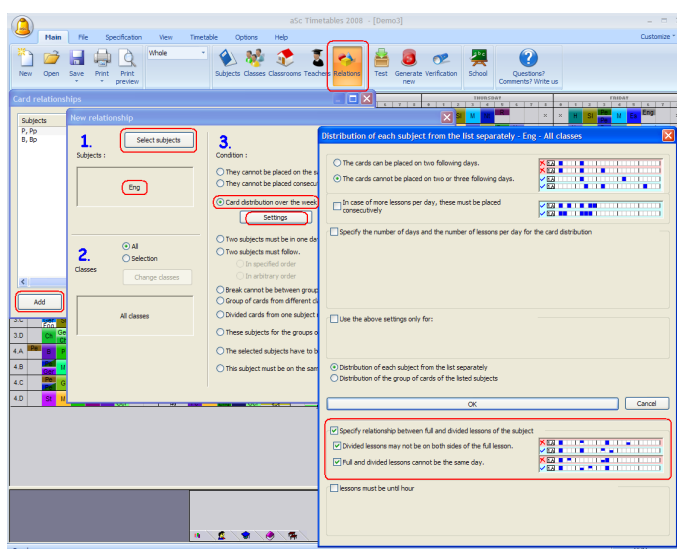 aSc Timetables 2008 - [Demo3]
Main File Specification View Timetable Options Help Customize
New Open Save Print Print preview
Whole
Subjects Classes Classrooms Teachers Relations Test Generate new Verification School Questions? Comments? Write us
THURSDAY FRIDAY
Card relationships
Subjects
P, Pp
B, Bp
Add
New relationship
1. Select subjects
Subjects :
Eng
2.
All
Selection
Classes
Change classes
All classes
3.
Condition :
They cannot be placed on the sa
They cannot be placed consecut
Card distribution over the week
Settings
Two subjects must be in one da
Two subjects must follow.
In specified order
In arbitrary order
Break cannot be between group
Group of cards from different cl
Divided cards from one subject
These subjects for the groups o
The selected subjects have to b
This subject must be on the sam
Distribution of each subject from the list separately - Eng - All classes
The cards can be placed on two following days.
The cards cannot be placed on two or three following days.
In case of more lessons per day, these must be placed
consecutively
Specify the number of days and the number of lessons per day for the card distribution
Use the above settings only for:
Distribution of each subject from the list separately
Distribution of the group of cards of the listed subjects
OK Cancel
Specify relationship between full and divided lessons of the subject
Divided lessons may not be on both sides of the full lesson.
Full and divided lessons cannot be the same day.
lessons must be until hour
3.C
3.D
4.A
4.B
4.C
4.D